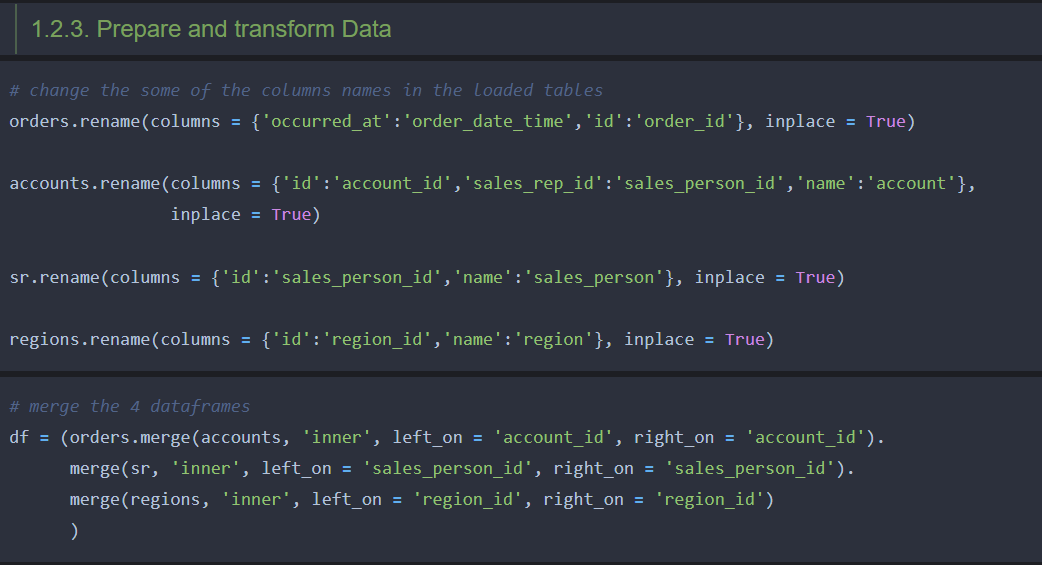 1.2.3. Prepare and transform Data
# change the some of the columns names in the loaded tables
orders.rename(columns = {'occurred_at':'order_date_time','id':'order_id'}, inplace = True)
accounts.rename(columns = {'id':'account_id','sales_rep_id':'sales_person_id','name':'account'},
inplace = True)
sr.rename(columns = {'id':'sales_person_id','name':'sales_person'}, inplace = True)
regions.rename(columns = {'id':'region_id','name':'region'}, inplace = True)
# merge the 4 dataframes
df = (orders.merge(accounts, 'inner', left_on = 'account_id', right_on = 'account_id').
merge(sr, 'inner', left_on = 'sales_person_id', right_on = 'sales_person_id').
merge(regions, 'inner', left_on = 'region_id', right_on = 'region_id')
)